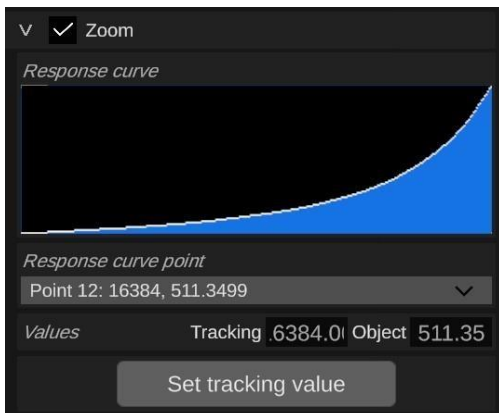 Zoom
Response curve
Response curve point
Point 12: 16384, 511.3499
Values Tracking .6384.0( Object 511.35
Set tracking value